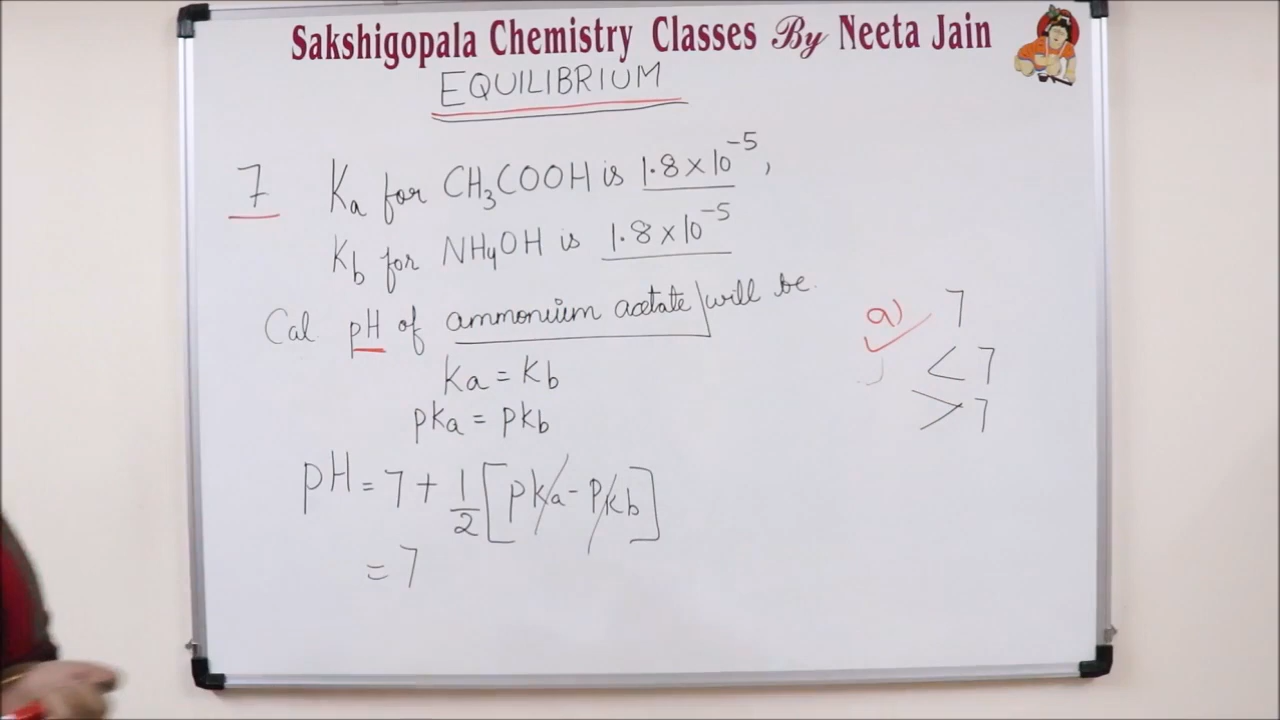 Sakshigopala Chemistry Classes By Neeta Jain
EQUILIBRIUM
7 Ka for CH₃COOH is 1.8×10⁻⁵,
Kb for NH₄OH is 1.8×10⁻⁵
Cal pH of ammonium acetate will be.
a) 7
<7
>7
Ka = Kb
pKa = pKb
pH = 7 + 1/2 [pKa - pKb]
= 7